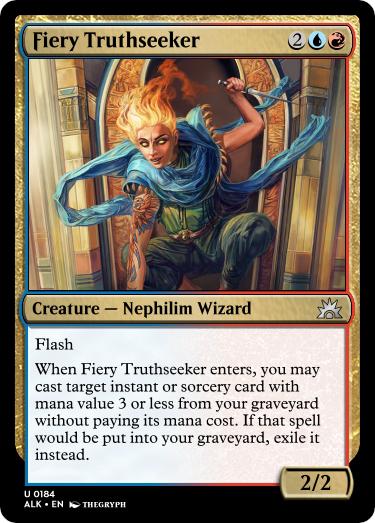 Fiery Truthseeker 2
Creature — Nephilim Wizard
Flash
When Fiery Truthseeker enters, you may
cast target instant or sorcery card with
mana value 3 or less from your graveyard
without paying its mana cost. If that spell
would be put into your graveyard, exile it
instead.
2/2
U 0184
ALK • EN THEGRYPH